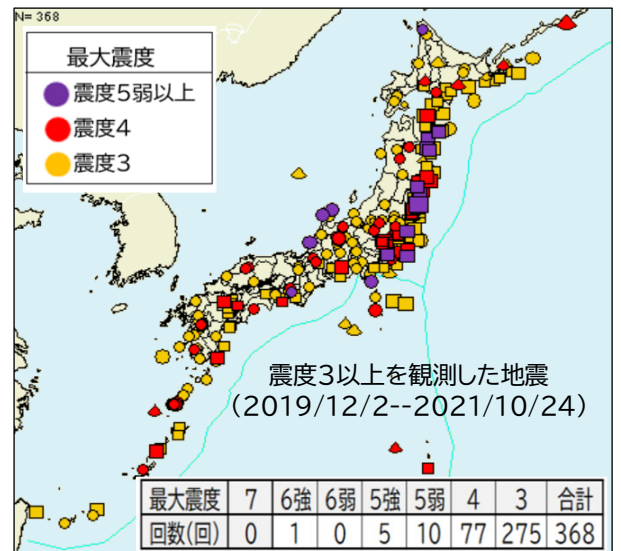 N= 368
最大震度
震度5弱以上
震度4
震度3
震度3以上を観測した地震
(2019/12/2--2021/10/24)
最大震度 7 6強 6弱 5強 5弱 4 3 合計
回数(回) 0 1 0 5 10 77 275 368